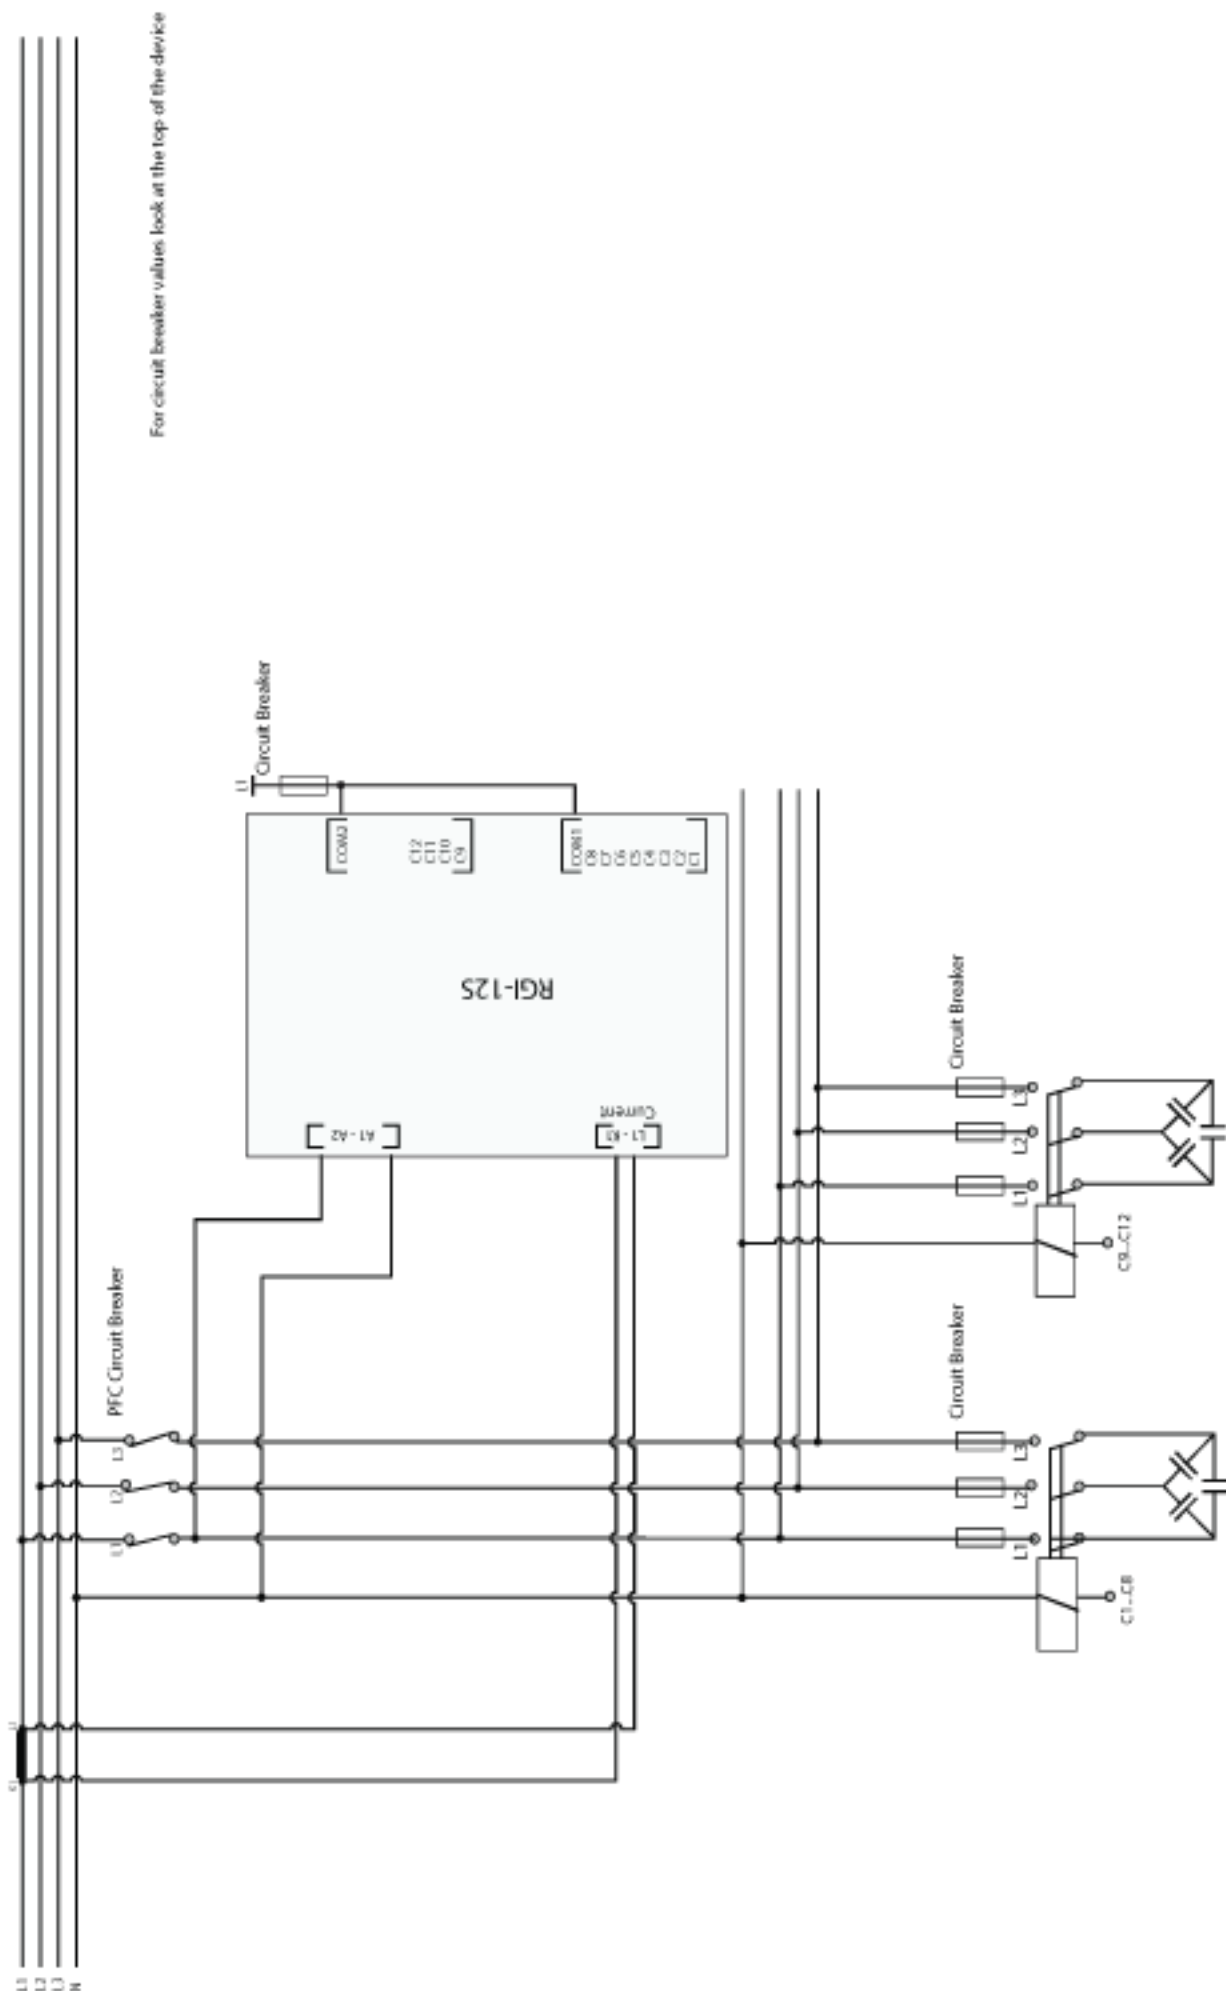 For circuit breaker values look at the top of the device
L1
Circuit Breaker
COM2
C12
C11
C10
C9
COM1
C8
C7
C6
C5
C4
C3
C2
C1
RGI-12S
A1 - A2
L1 - K1
Current
PFC Circuit Breaker
L3
L2
L1
Circuit Breaker
L3
L2
L1
C9...C12
Circuit Breaker
L3
L2
L1
C1...C8
L1
L2
L3
N